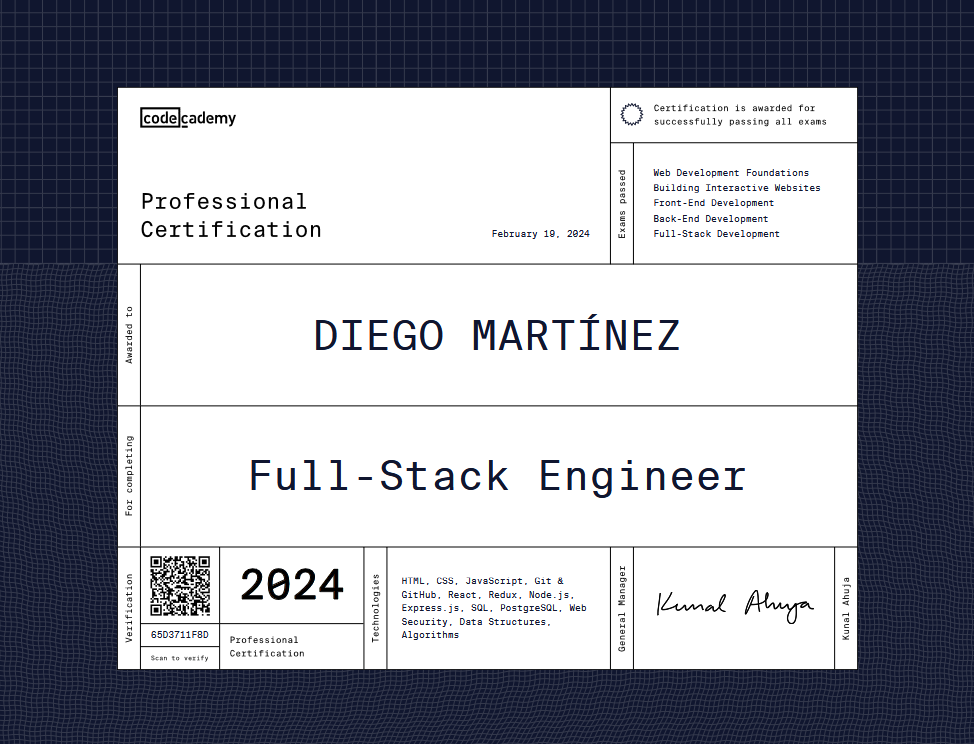 codecademy
Certification is awarded for
successfully passing all exams
Professional
Certification
February 19, 2024
Exams passed
Web Development Foundations
Building Interactive Websites
Front-End Development
Back-End Development
Full-Stack Development
Awarded to
DIEGO MARTÍNEZ
For completing
Full-Stack Engineer
Verification
65D3711F8D
Scan to verify
2024
Professional
Certification
Technologies
HTML, CSS, JavaScript, Git &
GitHub, React, Redux, Node.js,
Express.js, SQL, PostgreSQL, Web
Security, Data Structures,
Algorithms
General Manager
Kunal Ahuja
Kunal Ahuja